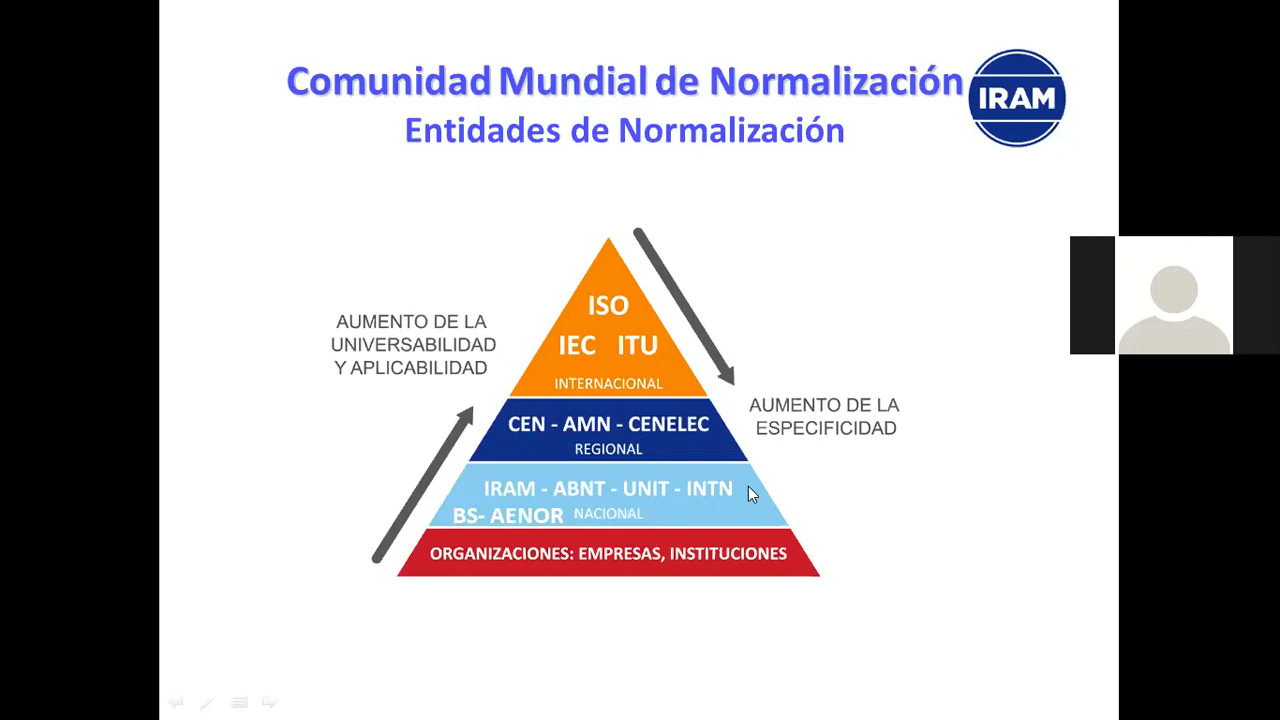 Comunidad Mundial de Normalización
Entidades de Normalización
IRAM
AUMENTO DE LA
UNIVERSABILIDAD
Y APLICABILIDAD
ISO
IEC ITU
INTERNACIONAL
CEN - AMN - CENELEC
REGIONAL
IRAM - ABNT - UNIT - INTN
BS- AENOR NACIONAL
ORGANIZACIONES: EMPRESAS, INSTITUCIONES
AUMENTO DE LA
ESPECIFICIDAD